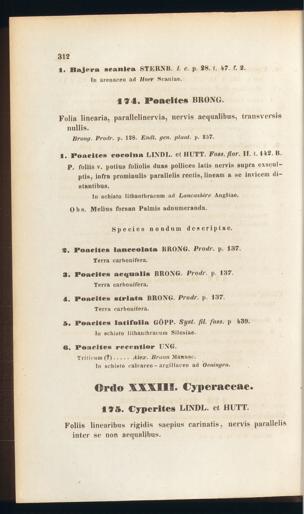 312
1. Bajera scanica STERNB. l. c. p. 28. t. 47. f. 2.
In arenaceo ad Hoer Scaniae.
174. Poacites BRONG.
Folia linearia, parallelinervia, nervis aequalibus, transversis
nullis.
Brong. Prodr. p. 138. Endl. gen. plant. p. 157.
1. Poacites cocoina LINDL. et HUTT. Foss. flor. II. t. 142. B.
P. foliis v. potius foliolis duas pollices latis nervis supra exscul-
ptis, infra prominulis parallelis rectis, lineam a se invicem di-
stantibus.
In schisto lithanthracum ad Lancashire Angliae.
Obs. Melius forsan Palmis adnumeranda.
Species nondum descriptae.
2. Poacites lanceolata BRONG. Prodr. p. 137.
Terra carbonifera.
3. Poacites aequalis BRONG. Prodr. p. 137.
Terra carbonifera.
4. Poacites striata BRONG. Prodr. p. 137.
Terra carbonifera.
5. Poacites latifolia GÖPP. Syst. fil. foss. p 439.
In schisto lithanthracum Silesiae.
6. Poacites recentior UNG.
Triticum (?) ..... Alex. Braun Manusc.
In schisto calcareo-argillaceo ad Oeningen.
Ordo XXXIII. Cyperaceae.
175. Cyperites LINDL. et HUTT.
Foliis linearibus rigidis saepius carinatis, nervis parallelis
inter se non aequalibus.